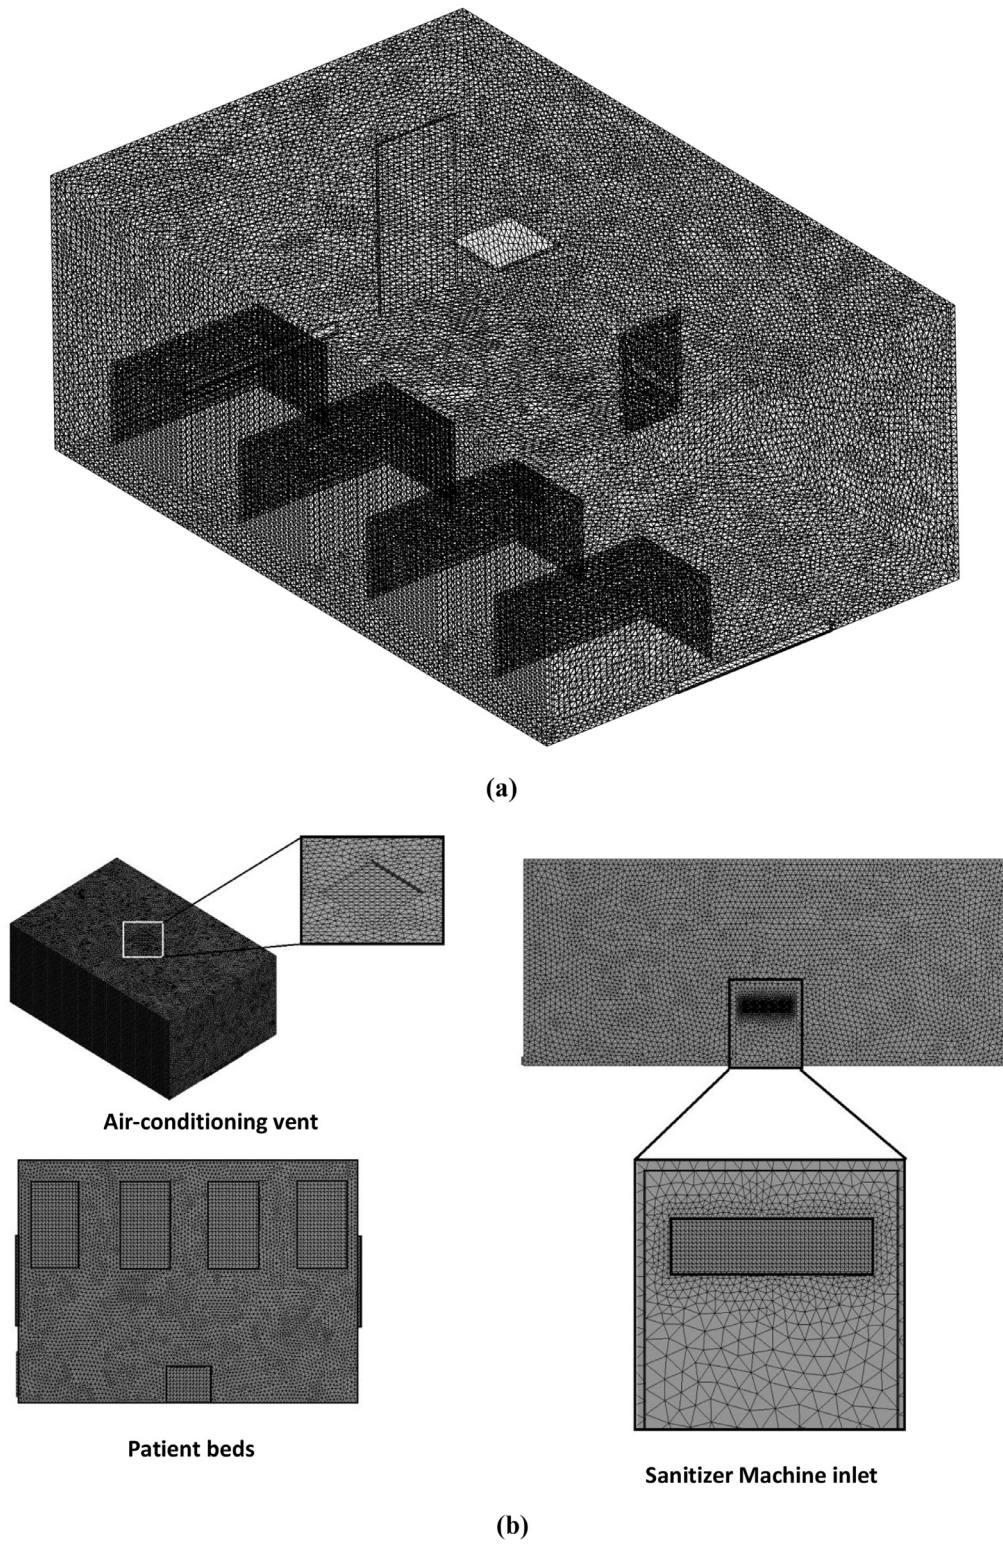 (a)
Air-conditioning vent
Patient beds
Sanitizer Machine inlet
(b)